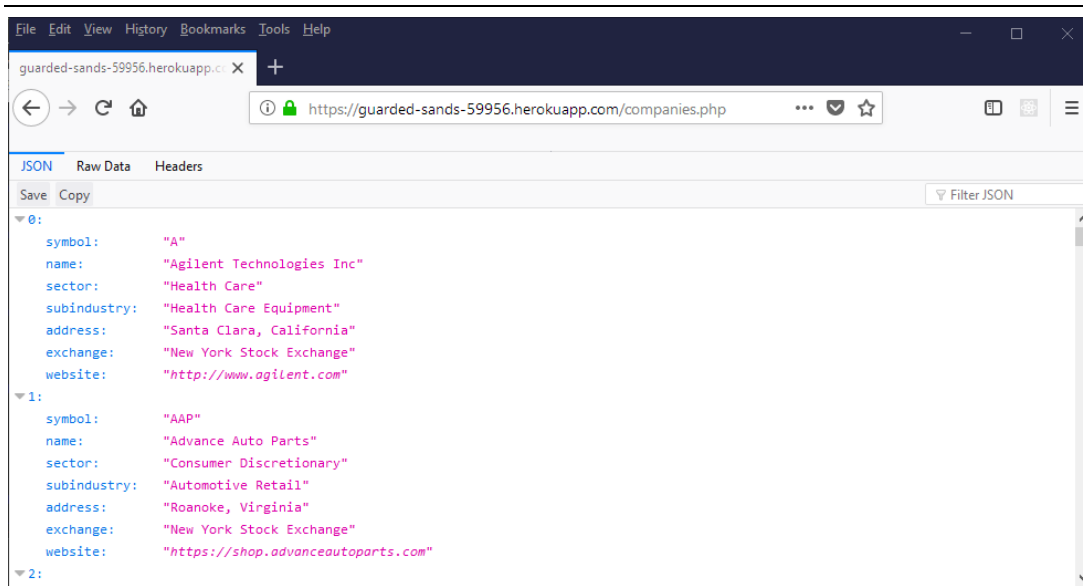 File Edit View History Bookmarks Tools Help
guarded-sands-59956.herokuapp.c
https://guarded-sands-59956.herokuapp.com/companies.php
JSON Raw Data Headers
Save Copy Filter JSON
0:
symbol: "A"
name: "Agilent Technologies Inc"
sector: "Health Care"
subindustry: "Health Care Equipment"
address: "Santa Clara, California"
exchange: "New York Stock Exchange"
website: "http://www.agilent.com"
1:
symbol: "AAP"
name: "Advance Auto Parts"
sector: "Consumer Discretionary"
subindustry: "Automotive Retail"
address: "Roanoke, Virginia"
exchange: "New York Stock Exchange"
website: "https://shop.advanceautoparts.com"
2: